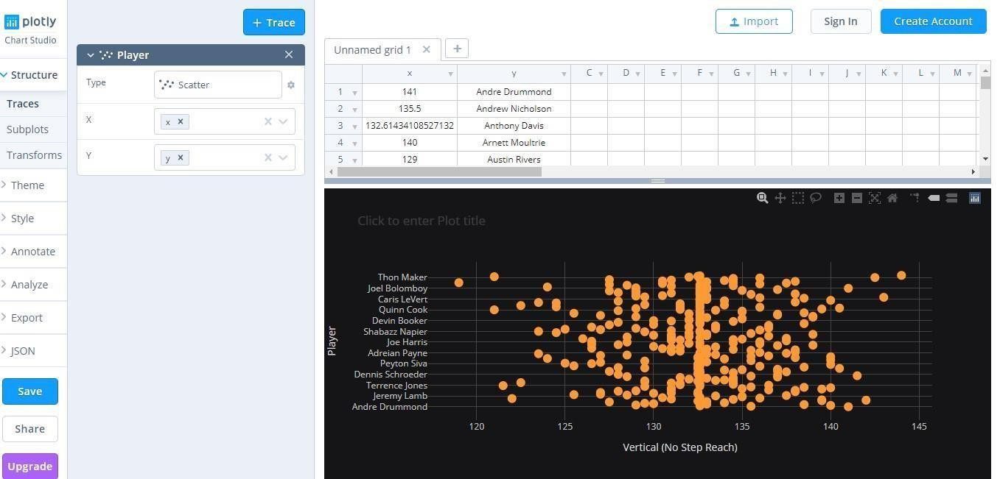 plotly
Chart Studio
Structure
Traces
Subplots
Transforms
Theme
Style
Annotate
Analyze
Export
JSON
Save
Share
Upgrade
+ Trace
Player
Type Scatter
X x
Y y
Import Sign In Create Account
Unnamed grid 1
x y C D E F G H I J K L M
1 141 Andre Drummond
2 135.5 Andrew Nicholson
3 132.61434108527132 Anthony Davis
4 140 Arnett Moultrie
5 129 Austin Rivers
Click to enter Plot title
Player
Thon Maker
Joel Bolomboy
Caris LeVert
Quinn Cook
Devin Booker
Shabazz Napier
Joe Harris
Adreian Payne
Peyton Siva
Dennis Schroeder
Terrence Jones
Jeremy Lamb
Andre Drummond
120 125 130 135 140 145
Vertical (No Step Reach)